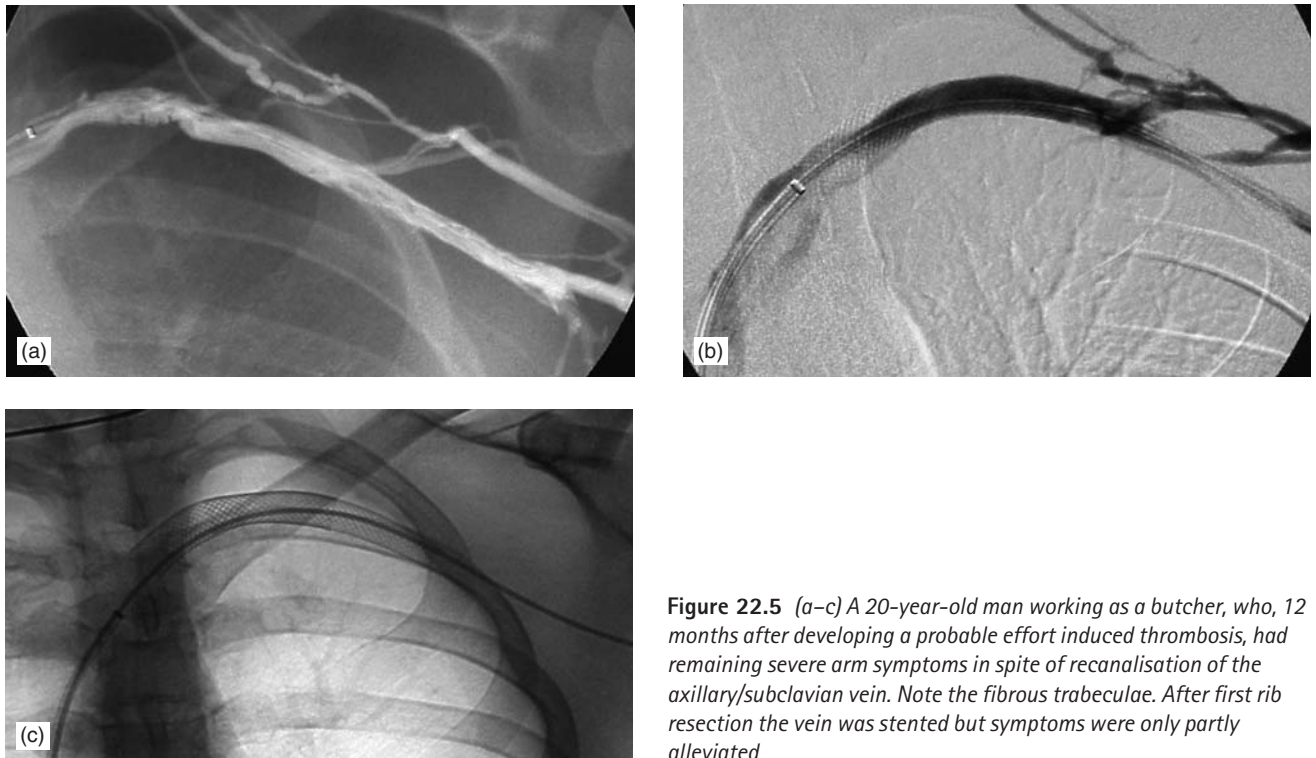 (a)
(b)
(c)
Figure 22.5 (a–c) A 20-year-old man working as a butcher, who, 12
months after developing a probable effort induced thrombosis, had
remaining severe arm symptoms in spite of recanalisation of the
axillary/subclavian vein. Note the fibrous trabeculae. After first rib
resection the vein was stented but symptoms were only partly
alleviated